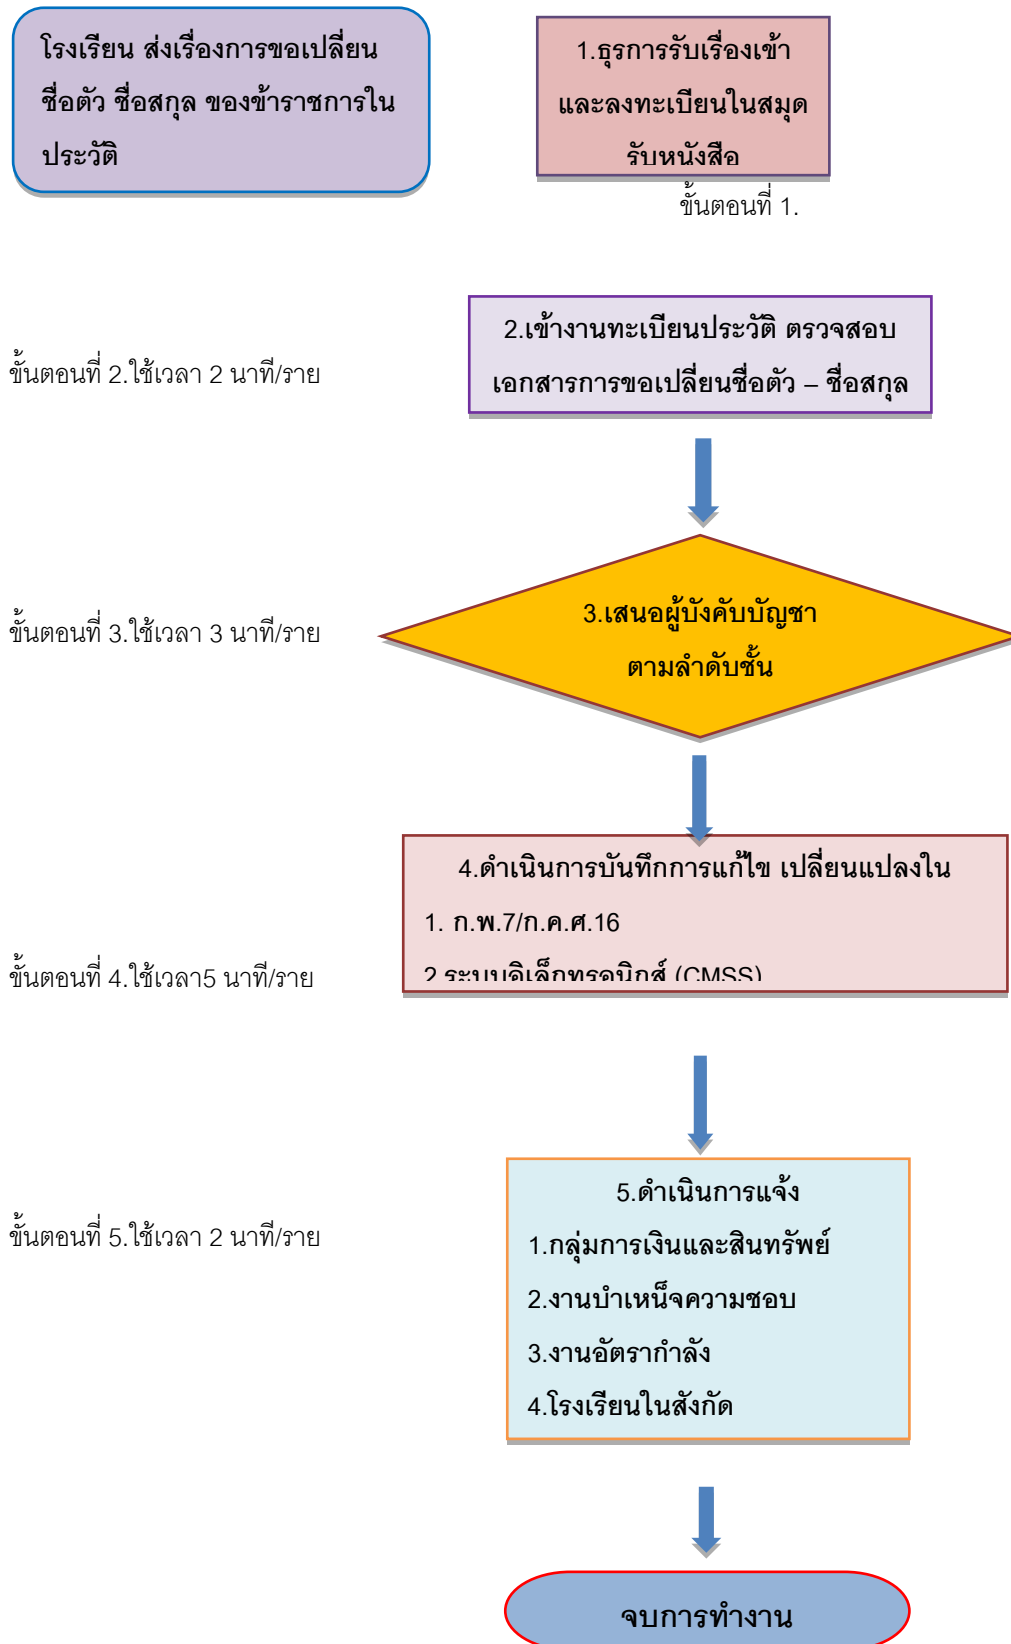 โรงเรียน ส่งเรื่องการขอเปลี่ยน
ชื่อตัว ชื่อสกุล ของข้าราชการใน
ประวัติ
1.ธุรการรับเรื่องเข้า
และลงทะเบียนในสมุด
รับหนังสือ
ขั้นตอนที่ 1.
2.เข้างานทะเบียนประวัติ ตรวจสอบ
เอกสารการขอเปลี่ยนชื่อตัว – ชื่อสกุล
ขั้นตอนที่ 2.ใช้เวลา 2 นาที/ราย
3.เสนอผู้บังคับบัญชา
ตามลำดับชั้น
ขั้นตอนที่ 3.ใช้เวลา 3 นาที/ราย
4.ดำเนินการบันทึกการแก้ไข เปลี่ยนแปลงใน
1. ก.พ.7/ก.ค.ศ.16
2.ระบบอิเล็กทรอนิกส์ (CMSS)
ขั้นตอนที่ 4.ใช้เวลา5 นาที/ราย
5.ดำเนินการแจ้ง
1.กลุ่มการเงินและสินทรัพย์
2.งานบำเหน็จความชอบ
3.งานอัตรากำลัง
4.โรงเรียนในสังกัด
ขั้นตอนที่ 5.ใช้เวลา 2 นาที/ราย
จบการทำงาน